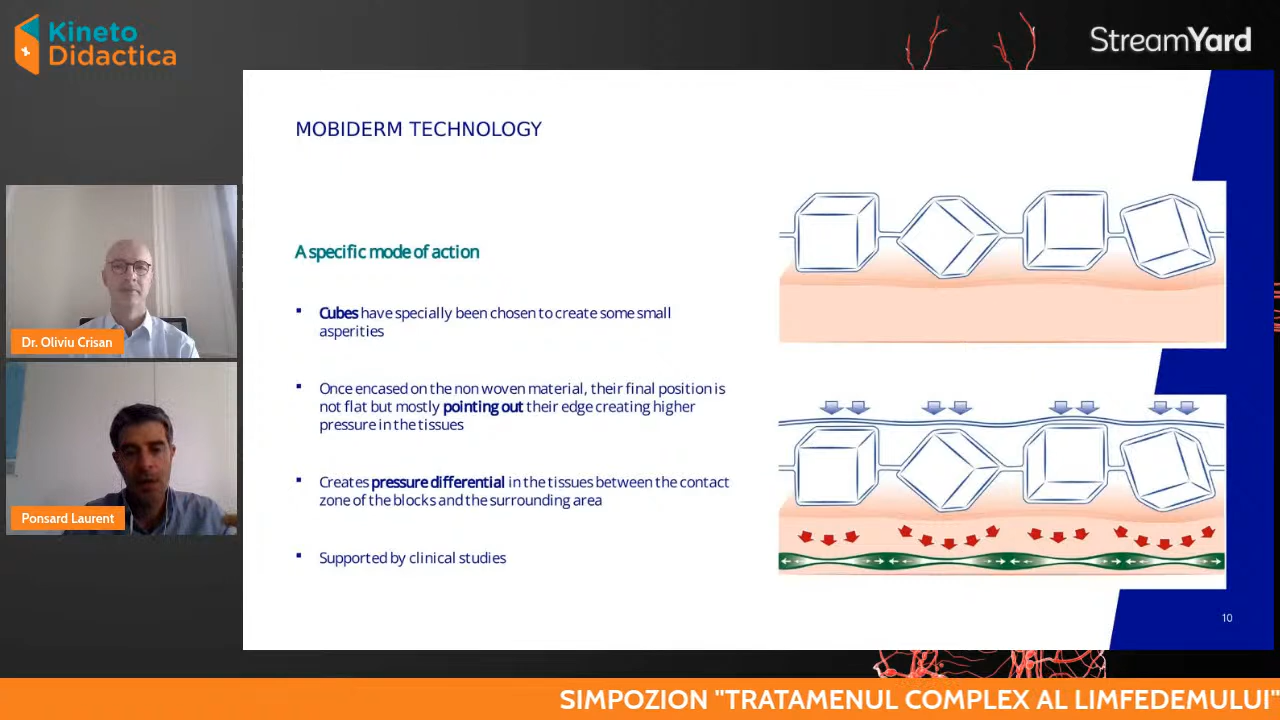 Kineto
Didactica
StreamYard
MOBIDERM TECHNOLOGY
A specific mode of action
Cubes have specially been chosen to create some small
asperities
Once encased on the non woven material, their final position is
not flat but mostly pointing out their edge creating higher
pressure in the tissues
Creates pressure differential in the tissues between the contact
zone of the blocks and the surrounding area
Supported by clinical studies
10
Dr. Oliviu Crisan
Ponsard Laurent
SIMPOZION "TRATAMENUL COMPLEX AL LIMFEDEMULUI"